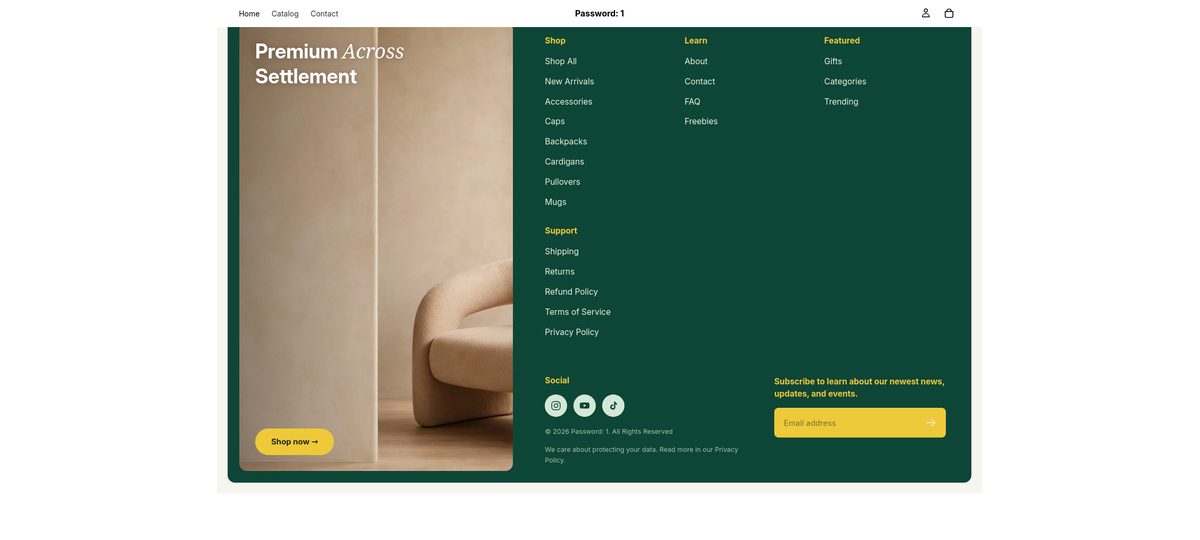 Home
Catalog
Contact
Password: 1
Premium Across
Settlement
Shop now →
Shop
Shop All
New Arrivals
Accessories
Caps
Backpacks
Cardigans
Pullovers
Mugs
Learn
About
Contact
FAQ
Freebies
Featured
Gifts
Categories
Trending
Support
Shipping
Returns
Refund Policy
Terms of Service
Privacy Policy
Social
© 2026 Password: 1. All Rights Reserved
We care about protecting your data. Read more in our Privacy
Policy.
Subscribe to learn about our newest news,
updates, and events.
Email address